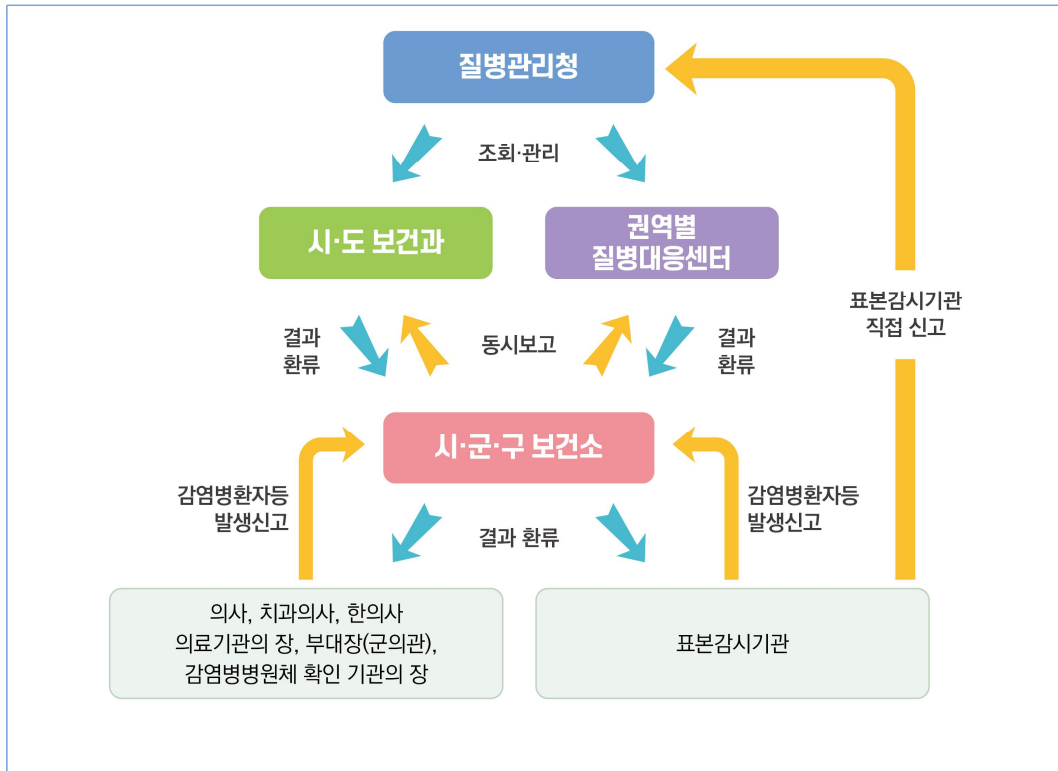 질병관리청
조회·관리
시·도 보건과
권역별
질병대응센터
표본감시기관
직접 신고
결과
환류
동시보고
결과
환류
시·군·구 보건소
감염병환자등
발생신고
감염병환자등
발생신고
결과 환류
의사, 치과의사, 한의사
의료기관의 장, 부대장(군의관),
감염병병원체 확인 기관의 장
표본감시기관